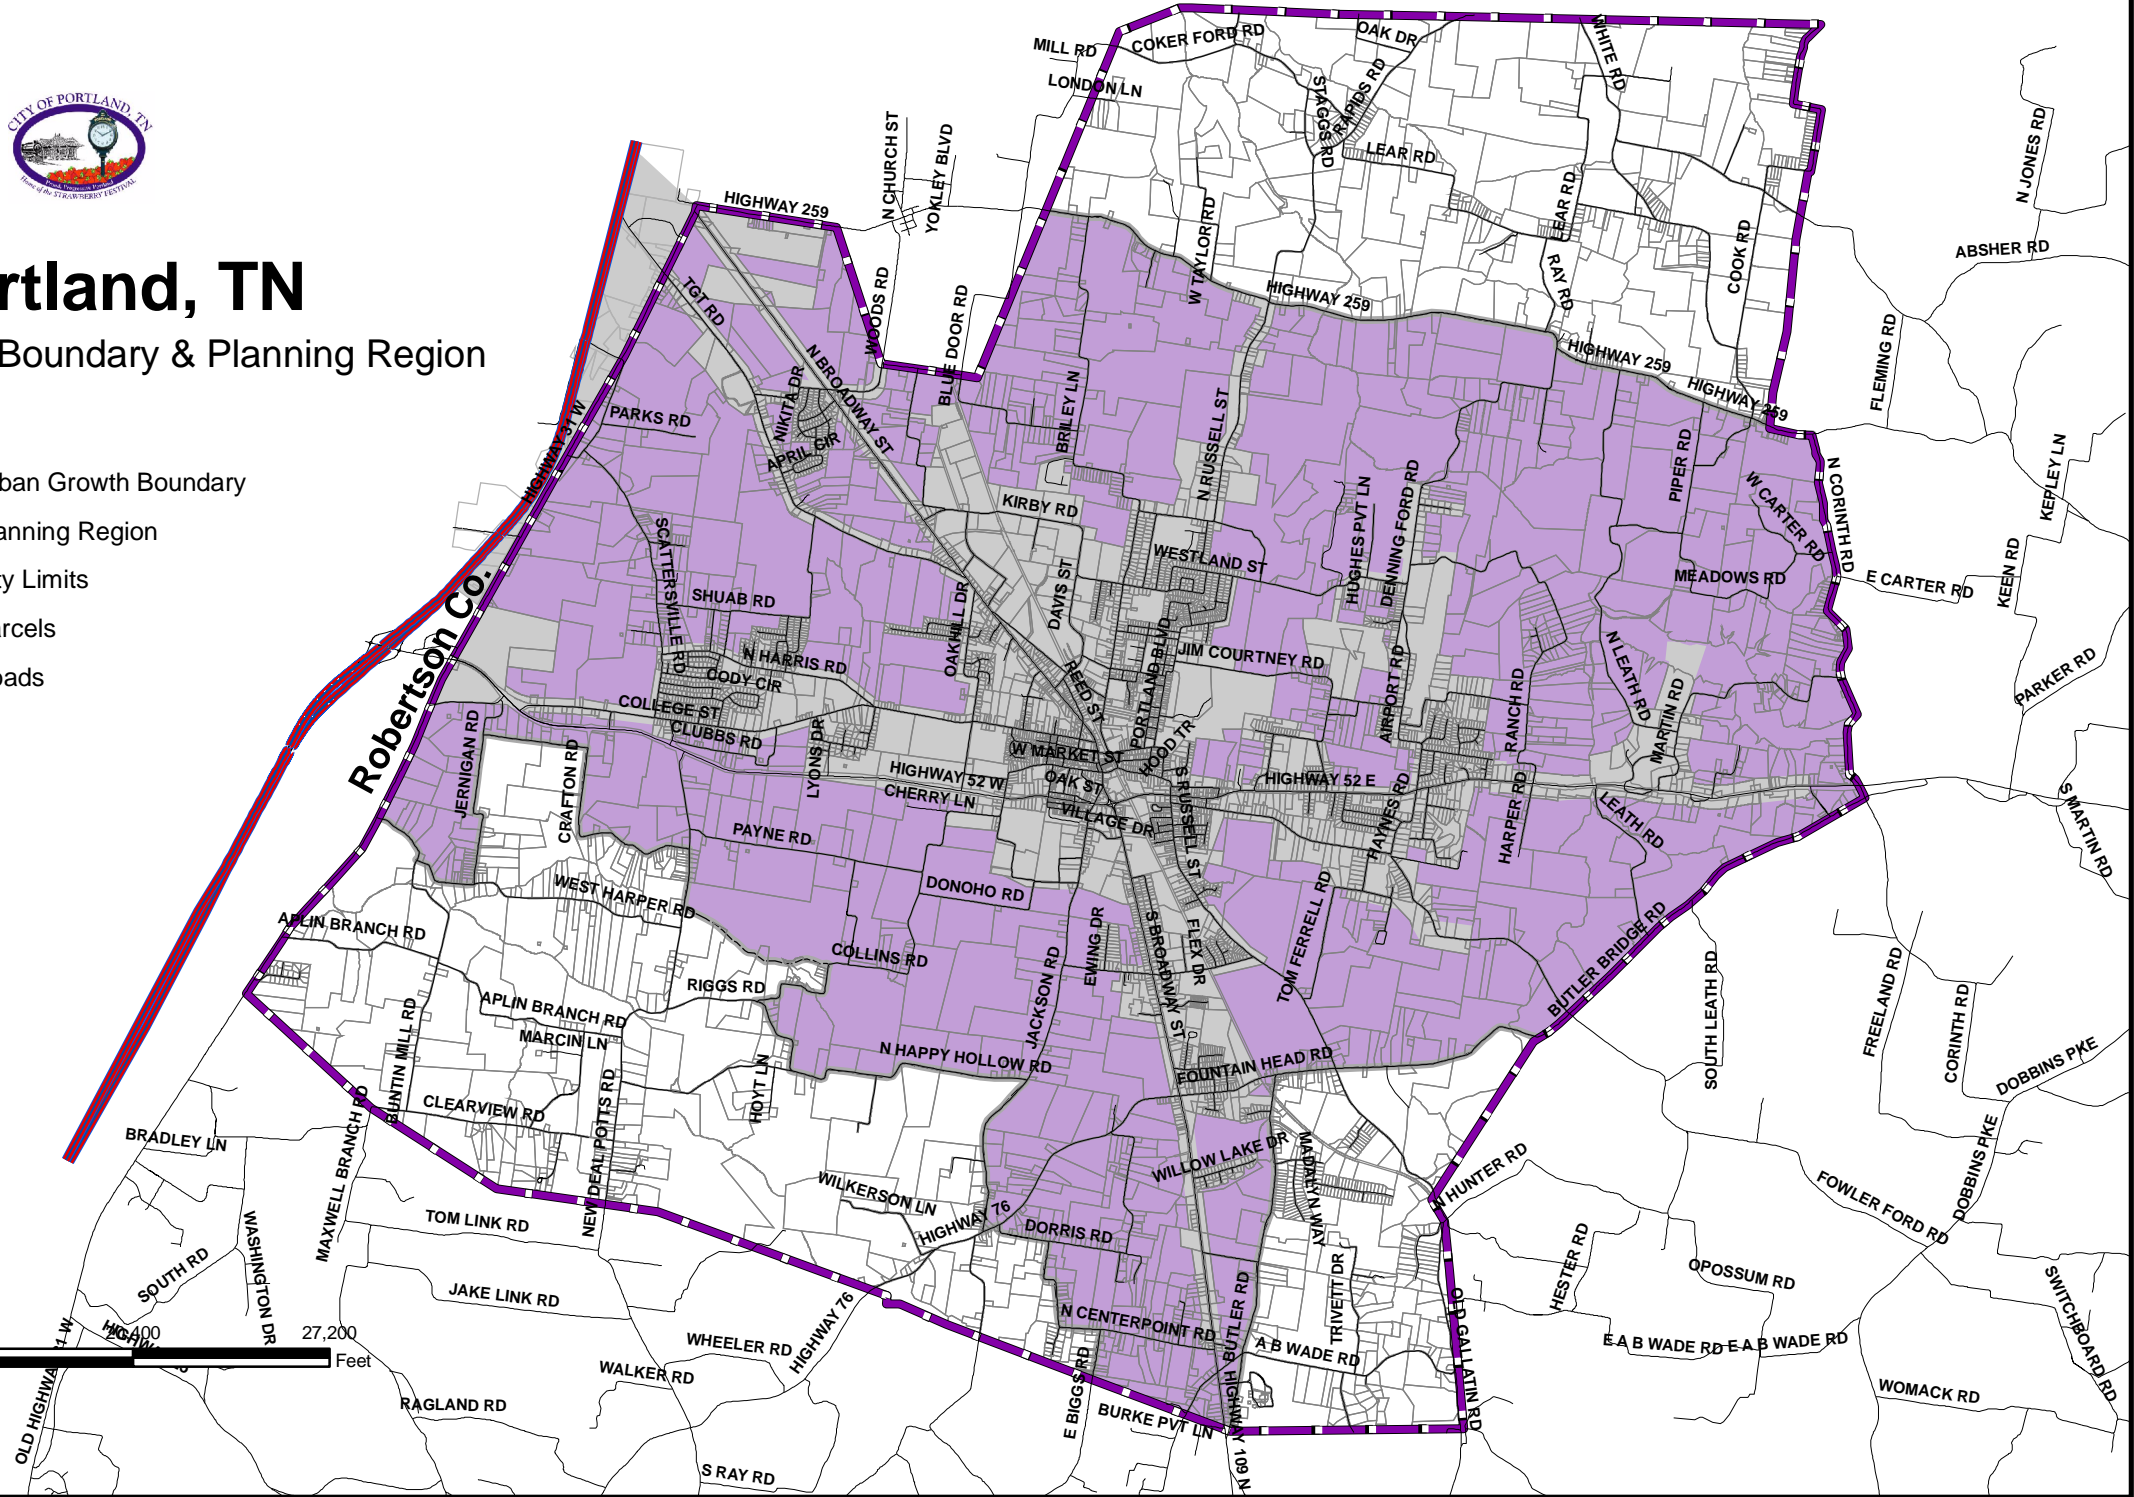 CITY OF PORTLAND, TN
Home of the STRAWBERRY FESTIVAL
rtland, TN
Boundary & Planning Region
ban Growth Boundary
anning Region
ty Limits
arcels
oads
27,200
Feet
Robertson Co.
MILL RD
COKER FORD RD
OAK DR
WHITE RD
LONDON LN
STAGGS RD
RAPIDS RD
LEAR RD
LEAR RD
N CHURCH ST
YOKLEY BLVD
N JONES RD
HIGHWAY 259
W TAYLOR RD
COOK RD
ABSHER RD
TGT RD
WOODS RD
BLUE DOOR RD
HIGHWAY 259
RAY RD
HIGHWAY 259
HIGHWAY 259
FLEMING RD
N BROADWAY ST
NIKITA DR
APRIL CIR
PARKS RD
HIGHWAY 31 W
BRILEY LN
N RUSSELL ST
KIRBY RD
HUGHES PVT LN
DENNING FORD RD
PIPER RD
W CARTER RD
N CORINTH RD
KEPLEY LN
KEEN RD
E CARTER RD
MEADOWS RD
SCATTERSVILLE RD
SHUAB RD
WESTLAND ST
DAVIS ST
OAKHILL DR
N HARRIS RD
CODY CIR
COLLEGE ST
CLUBBS RD
LYONS DR
REED ST
PORTLAND BLVD
JIM COURTNEY RD
AIRPORT RD
RANCH RD
N LEATH RD
MARTIN RD
PARKER RD
JERNIGAN RD
CRAFTON RD
W MARKET ST
HOOD TR
OAK ST
HIGHWAY 52 W
HIGHWAY 52 E
CHERRY LN
VILLAGE DR
S RUSSELL ST
HAYNES RD
HARPER RD
LEATH RD
S MARTIN RD
PAYNE RD
DONOHO RD
WEST HARPER RD
APLIN BRANCH RD
COLLINS RD
EWING DR
S BROADWAY ST
FLEX DR
TOM FERRELL RD
BUTLER BRIDGE RD
SOUTH LEATH RD
FREELAND RD
CORINTH RD
RIGGS RD
APLIN BRANCH RD
MARCIN LN
BUNTIN MILL RD
JACKSON RD
N HAPPY HOLLOW RD
FOUNTAIN HEAD RD
DOBBINS PKE
DOBBINS PKE
CLEARVIEW RD
NEW DEAL POTTS RD
HOYT LN
BRADLEY LN
MAXWELL BRANCH RD
WILLOW LAKE DR
MADALYN WAY
N HUNTER RD
FOWLER FORD RD
WILKERSON LN
HIGHWAY 76
DORRIS RD
TOM LINK RD
WASHINGTON DR
SOUTH RD
JAKE LINK RD
HIGHWAY 76
N CENTERPOINT RD
BUTLER RD
TRIVETT DR
A B WADE RD
OLD GALLATIN RD
HESTER RD
OPOSSUM RD
SWITCHBOARD RD
E A B WADE RD
E A B WADE RD
WHEELER RD
WALKER RD
RAGLAND RD
E BIGGS RD
BURKE PVT LN
HIGHWAY 109 N
WOMACK RD
S RAY RD